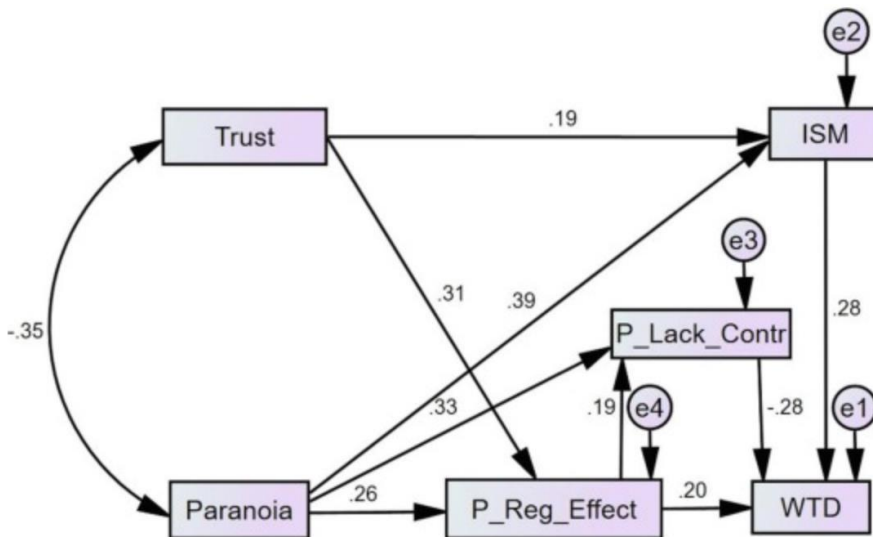 e2
Trust
.19
ISM
e3
-.35
.31
.39
P_Lack_Contr
.28
.33
.19
e4
-.28
e1
Paranoia
.26
P_Reg_Effect
.20
WTD